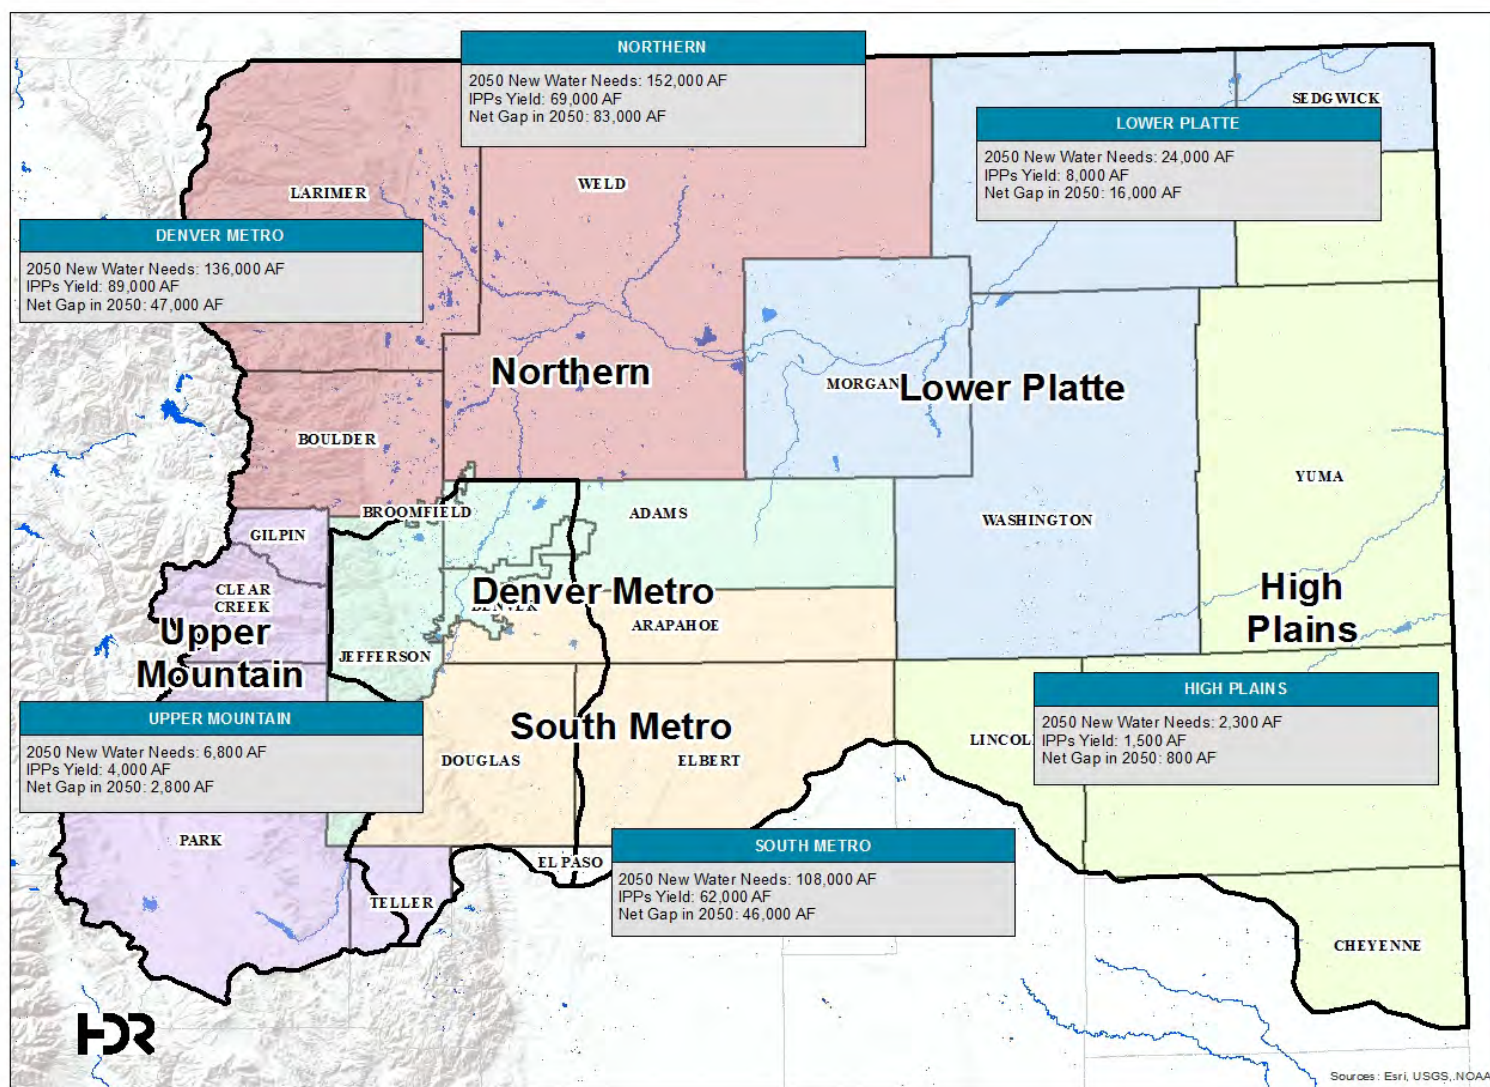 NORTHERN
2050 New Water Needs: 152,000 AF
IPPs Yield: 69,000 AF
Net Gap in 2050: 83,000 AF
SEDGWICK
LOWER PLATTE
2050 New Water Needs: 24,000 AF
IPPs Yield: 8,000 AF
Net Gap in 2050: 16,000 AF
LARIMER
WELD
DENVER METRO
2050 New Water Needs: 136,000 AF
IPPs Yield: 89,000 AF
Net Gap in 2050: 47,000 AF
Northern
MORGAN
Lower Platte
BOULDER
YUMA
BROOMFIELD
ADAMS
WASHINGTON
GILPIN
CLEAR
CREEK
Denver Metro
DENVER
High
Plains
Upper
Mountain
ARAPAHOE
JEFFERSON
UPPER MOUNTAIN
2050 New Water Needs: 6,800 AF
IPPs Yield: 4,000 AF
Net Gap in 2050: 2,800 AF
South Metro
DOUGLAS
ELBERT
LINCOL
HIGH PLAINS
2050 New Water Needs: 2,300 AF
IPPs Yield: 1,500 AF
Net Gap in 2050: 800 AF
PARK
EL PASO
TELLER
SOUTH METRO
2050 New Water Needs: 108,000 AF
IPPs Yield: 62,000 AF
Net Gap in 2050: 46,000 AF
CHEYENNE
HDR
Sources: Esri, USGS, NOAA